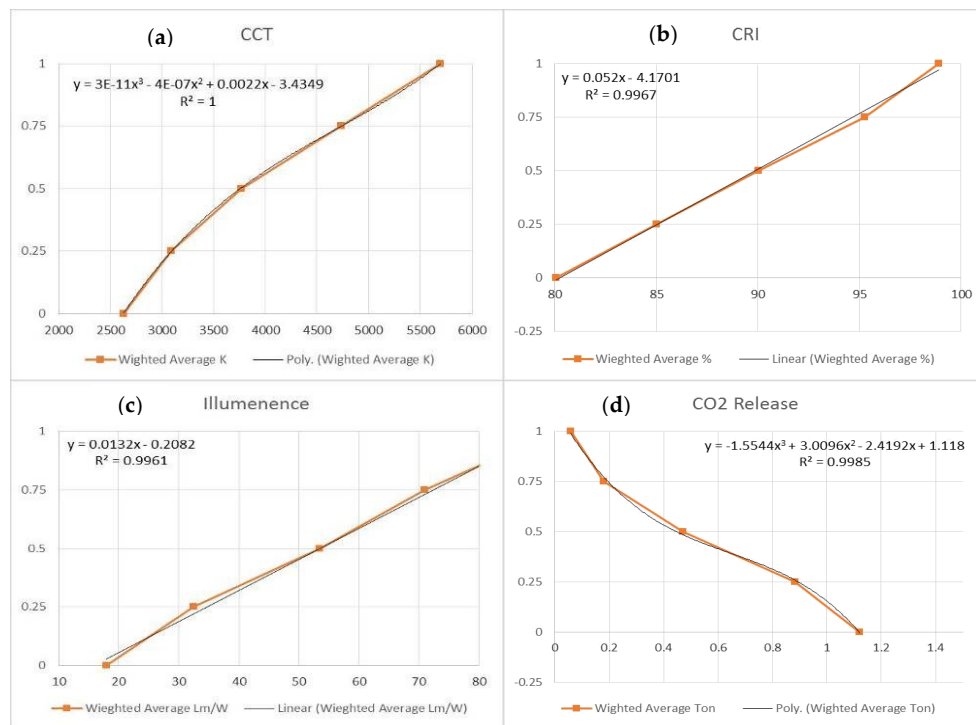 (a)
CCT
y = 3E-11x³ - 4E-07x² + 0.0022x - 3.4349
R² = 1
1
0.75
0.5
0.25
0
2000 2500 3000 3500 4000 4500 5000 5500 6000
Wighted Average K Poly. (Wighted Average K)
(b)
CRI
y = 0.052x - 4.1701
R² = 0.9967
1
0.75
0.5
0.25
0
-0.25
80 85 90 95 100
Wieghted Average % Linear (Wieghted Average %)
(c)
Illumenence
y = 0.0132x - 0.2082
R² = 0.9961
1
0.75
0.5
0.25
0
10 20 30 40 50 60 70 80
Wieghted Average Lm/W Linear (Wieghted Average Lm/W)
(d)
CO2 Release
y = -1.5544x³ + 3.0096x² - 2.4192x + 1.118
R² = 0.9985
1
0.75
0.5
0.25
0
-0.25
0 0.2 0.4 0.6 0.8 1 1.2 1.4
Wighted Average Ton Poly. (Wighted Average Ton)